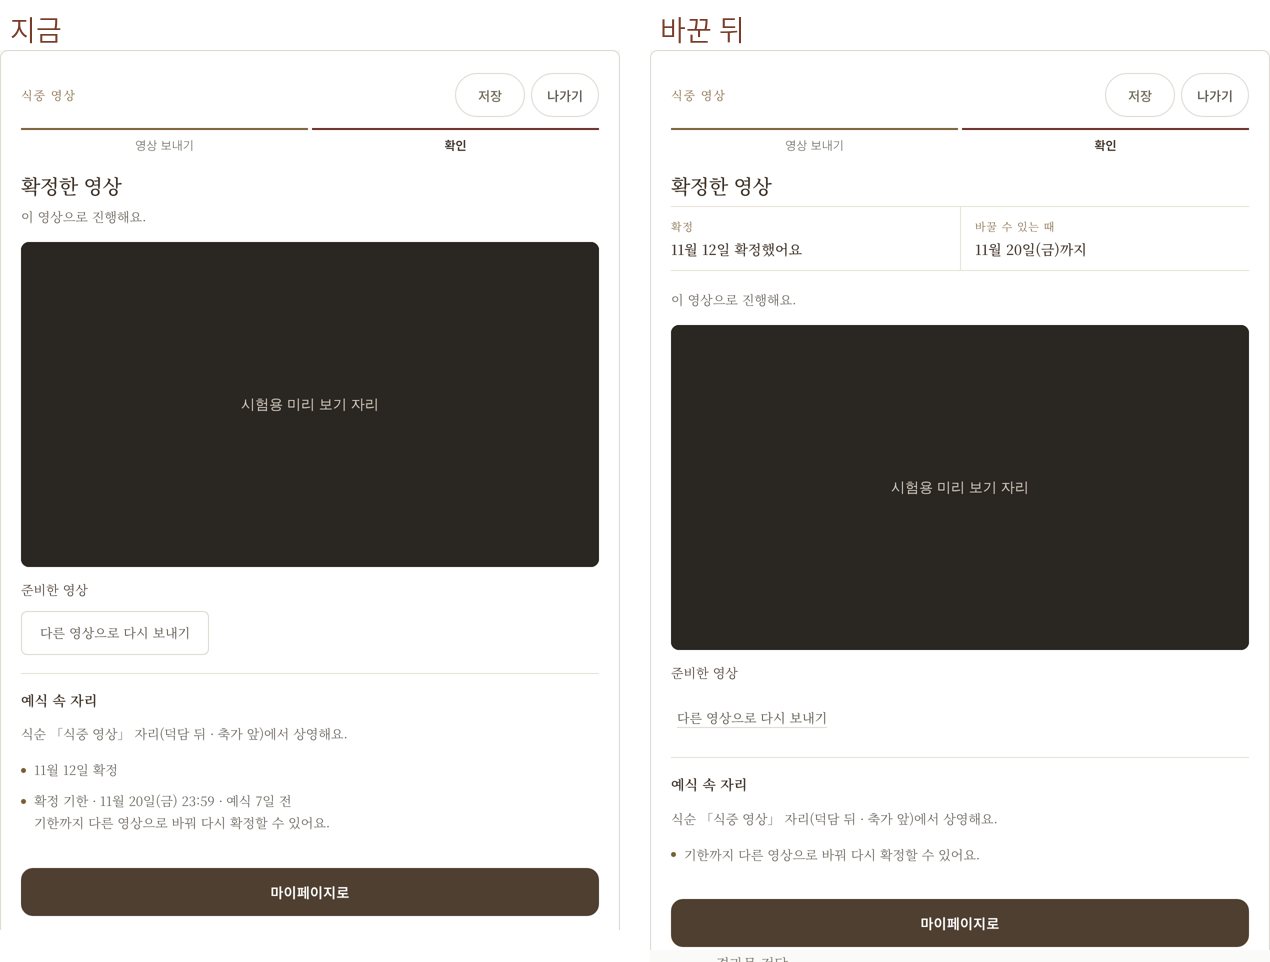 지금
식중 영상
저장
나가기
영상 보내기
확인
확정한 영상
이 영상으로 진행해요.
시험용 미리 보기 자리
준비한 영상
다른 영상으로 다시 보내기
예식 속 자리
식순 「식중 영상」 자리(덕담 뒤 · 축가 앞)에서 상영해요.
11월 12일 확정
확정 기한 · 11월 20일(금) 23:59 · 예식 7일 전
기한까지 다른 영상으로 바꿔 다시 확정할 수 있어요.
마이페이지로
바꾼 뒤
식중 영상
저장
나가기
영상 보내기
확인
확정한 영상
확정
11월 12일 확정했어요
바꿀 수 있는 때
11월 20일(금)까지
이 영상으로 진행해요.
시험용 미리 보기 자리
준비한 영상
다른 영상으로 다시 보내기
예식 속 자리
식순 「식중 영상」 자리(덕담 뒤 · 축가 앞)에서 상영해요.
기한까지 다른 영상으로 바꿔 다시 확정할 수 있어요.
마이페이지로